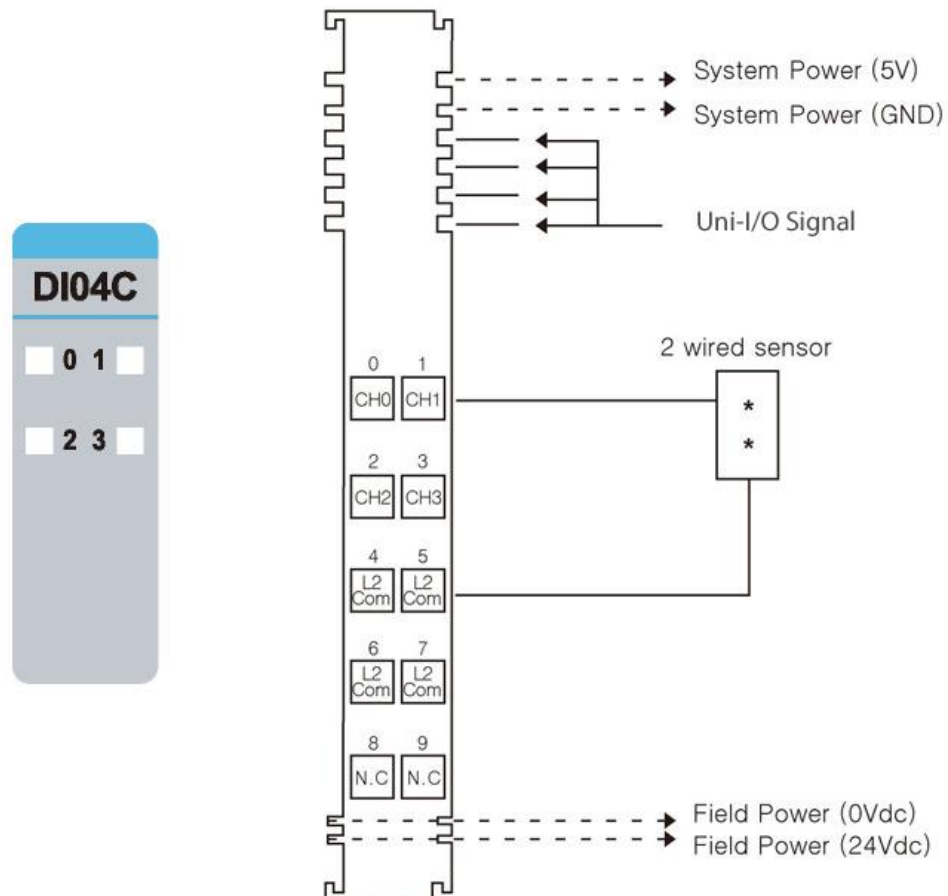 System Power (5V)
System Power (GND)
Uni-I/O Signal
DI04C
0 1
2 3
2 wired sensor
*
*
0 1
CH0 CH1
2 3
CH2 CH3
4 5
L2 L2
Com Com
6 7
L2 L2
Com Com
8 9
N.C N.C
Field Power (0Vdc)
Field Power (24Vdc)